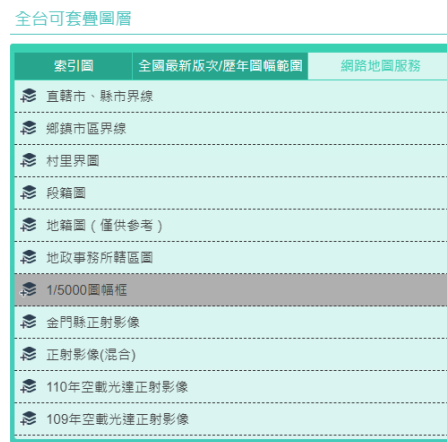 全台可套疊圖層
索引圖 全國最新版次/歷年圖幅範圍 網路地圖服務
直轄市、縣市界線
鄉鎮市區界線
村里界圖
段籍圖
地籍圖(僅供參考)
地政事務所轄區圖
1/5000圖幅框
金門縣正射影像
正射影像(混合)
110年空載光達正射影像
109年空載光達正射影像